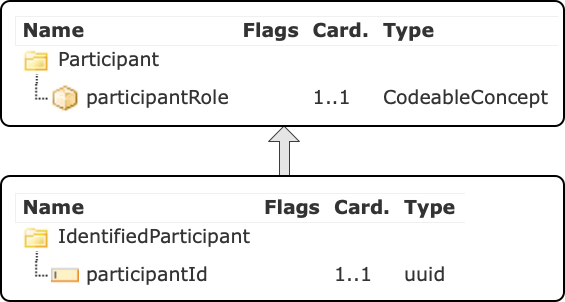 Name Flags Card. Type
Participant
participantRole 1..1 CodeableConcept
Name Flags Card. Type
IdentifiedParticipant
participantId 1..1 uuid